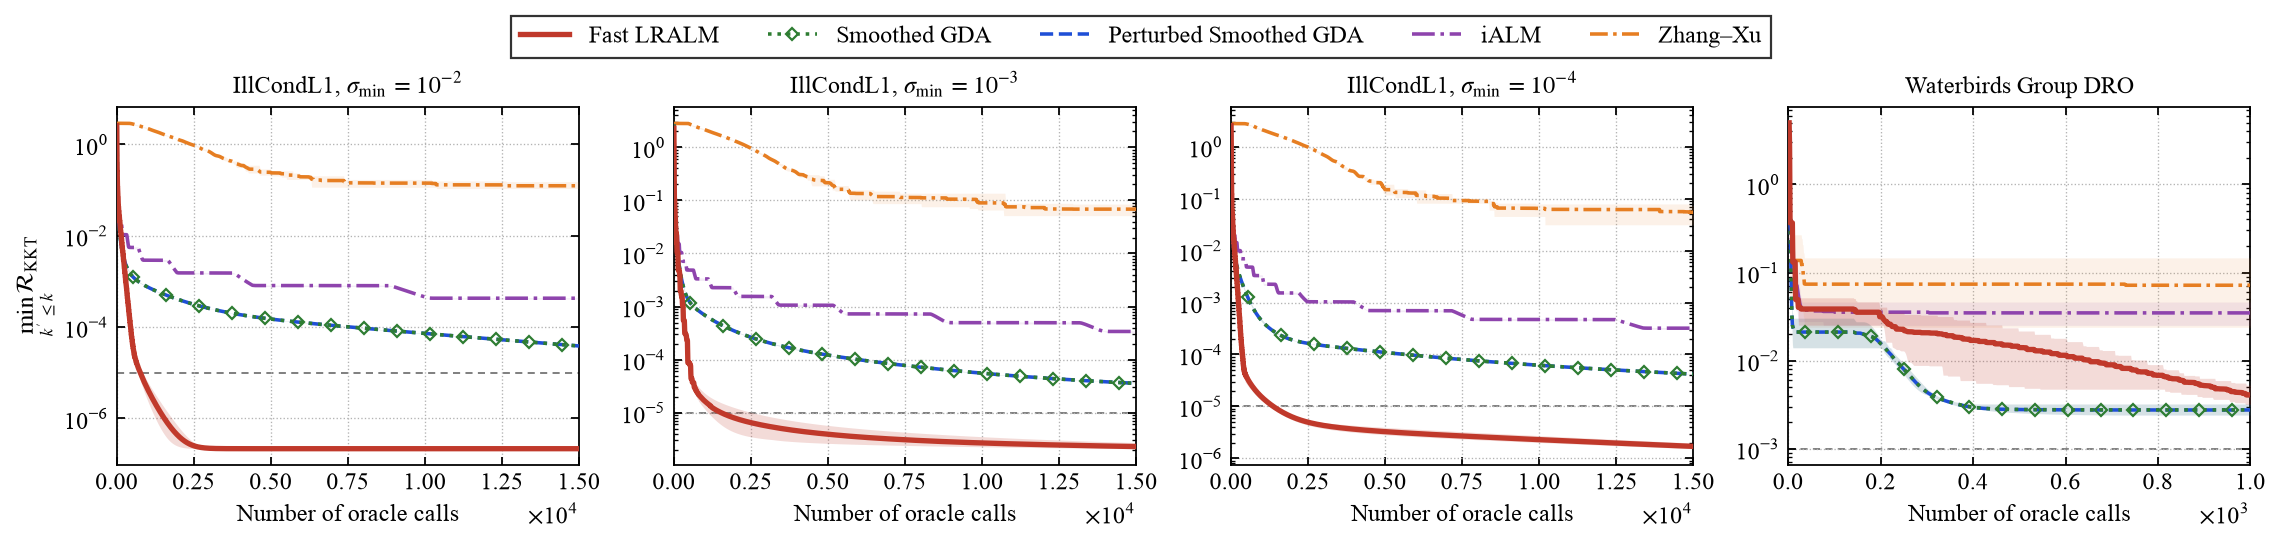 Fast LRALM Smoothed GDA Perturbed Smoothed GDA iALM Zhang–Xu
IllCondL1, σ_min = 10^−2
10^0
10^−2
10^−4
10^−6
min_{k′≤k} R_KKT
0.00 0.25 0.50 0.75 1.00 1.25 1.50
Number of oracle calls
×10^4
IllCondL1, σ_min = 10^−3
10^0
10^−1
10^−2
10^−3
10^−4
10^−5
0.00 0.25 0.50 0.75 1.00 1.25 1.50
Number of oracle calls
×10^4
IllCondL1, σ_min = 10^−4
10^0
10^−1
10^−2
10^−3
10^−4
10^−5
10^−6
0.00 0.25 0.50 0.75 1.00 1.25 1.50
Number of oracle calls
×10^4
Waterbirds Group DRO
10^0
10^−1
10^−2
10^−3
0.0 0.2 0.4 0.6 0.8 1.0
Number of oracle calls
×10^3